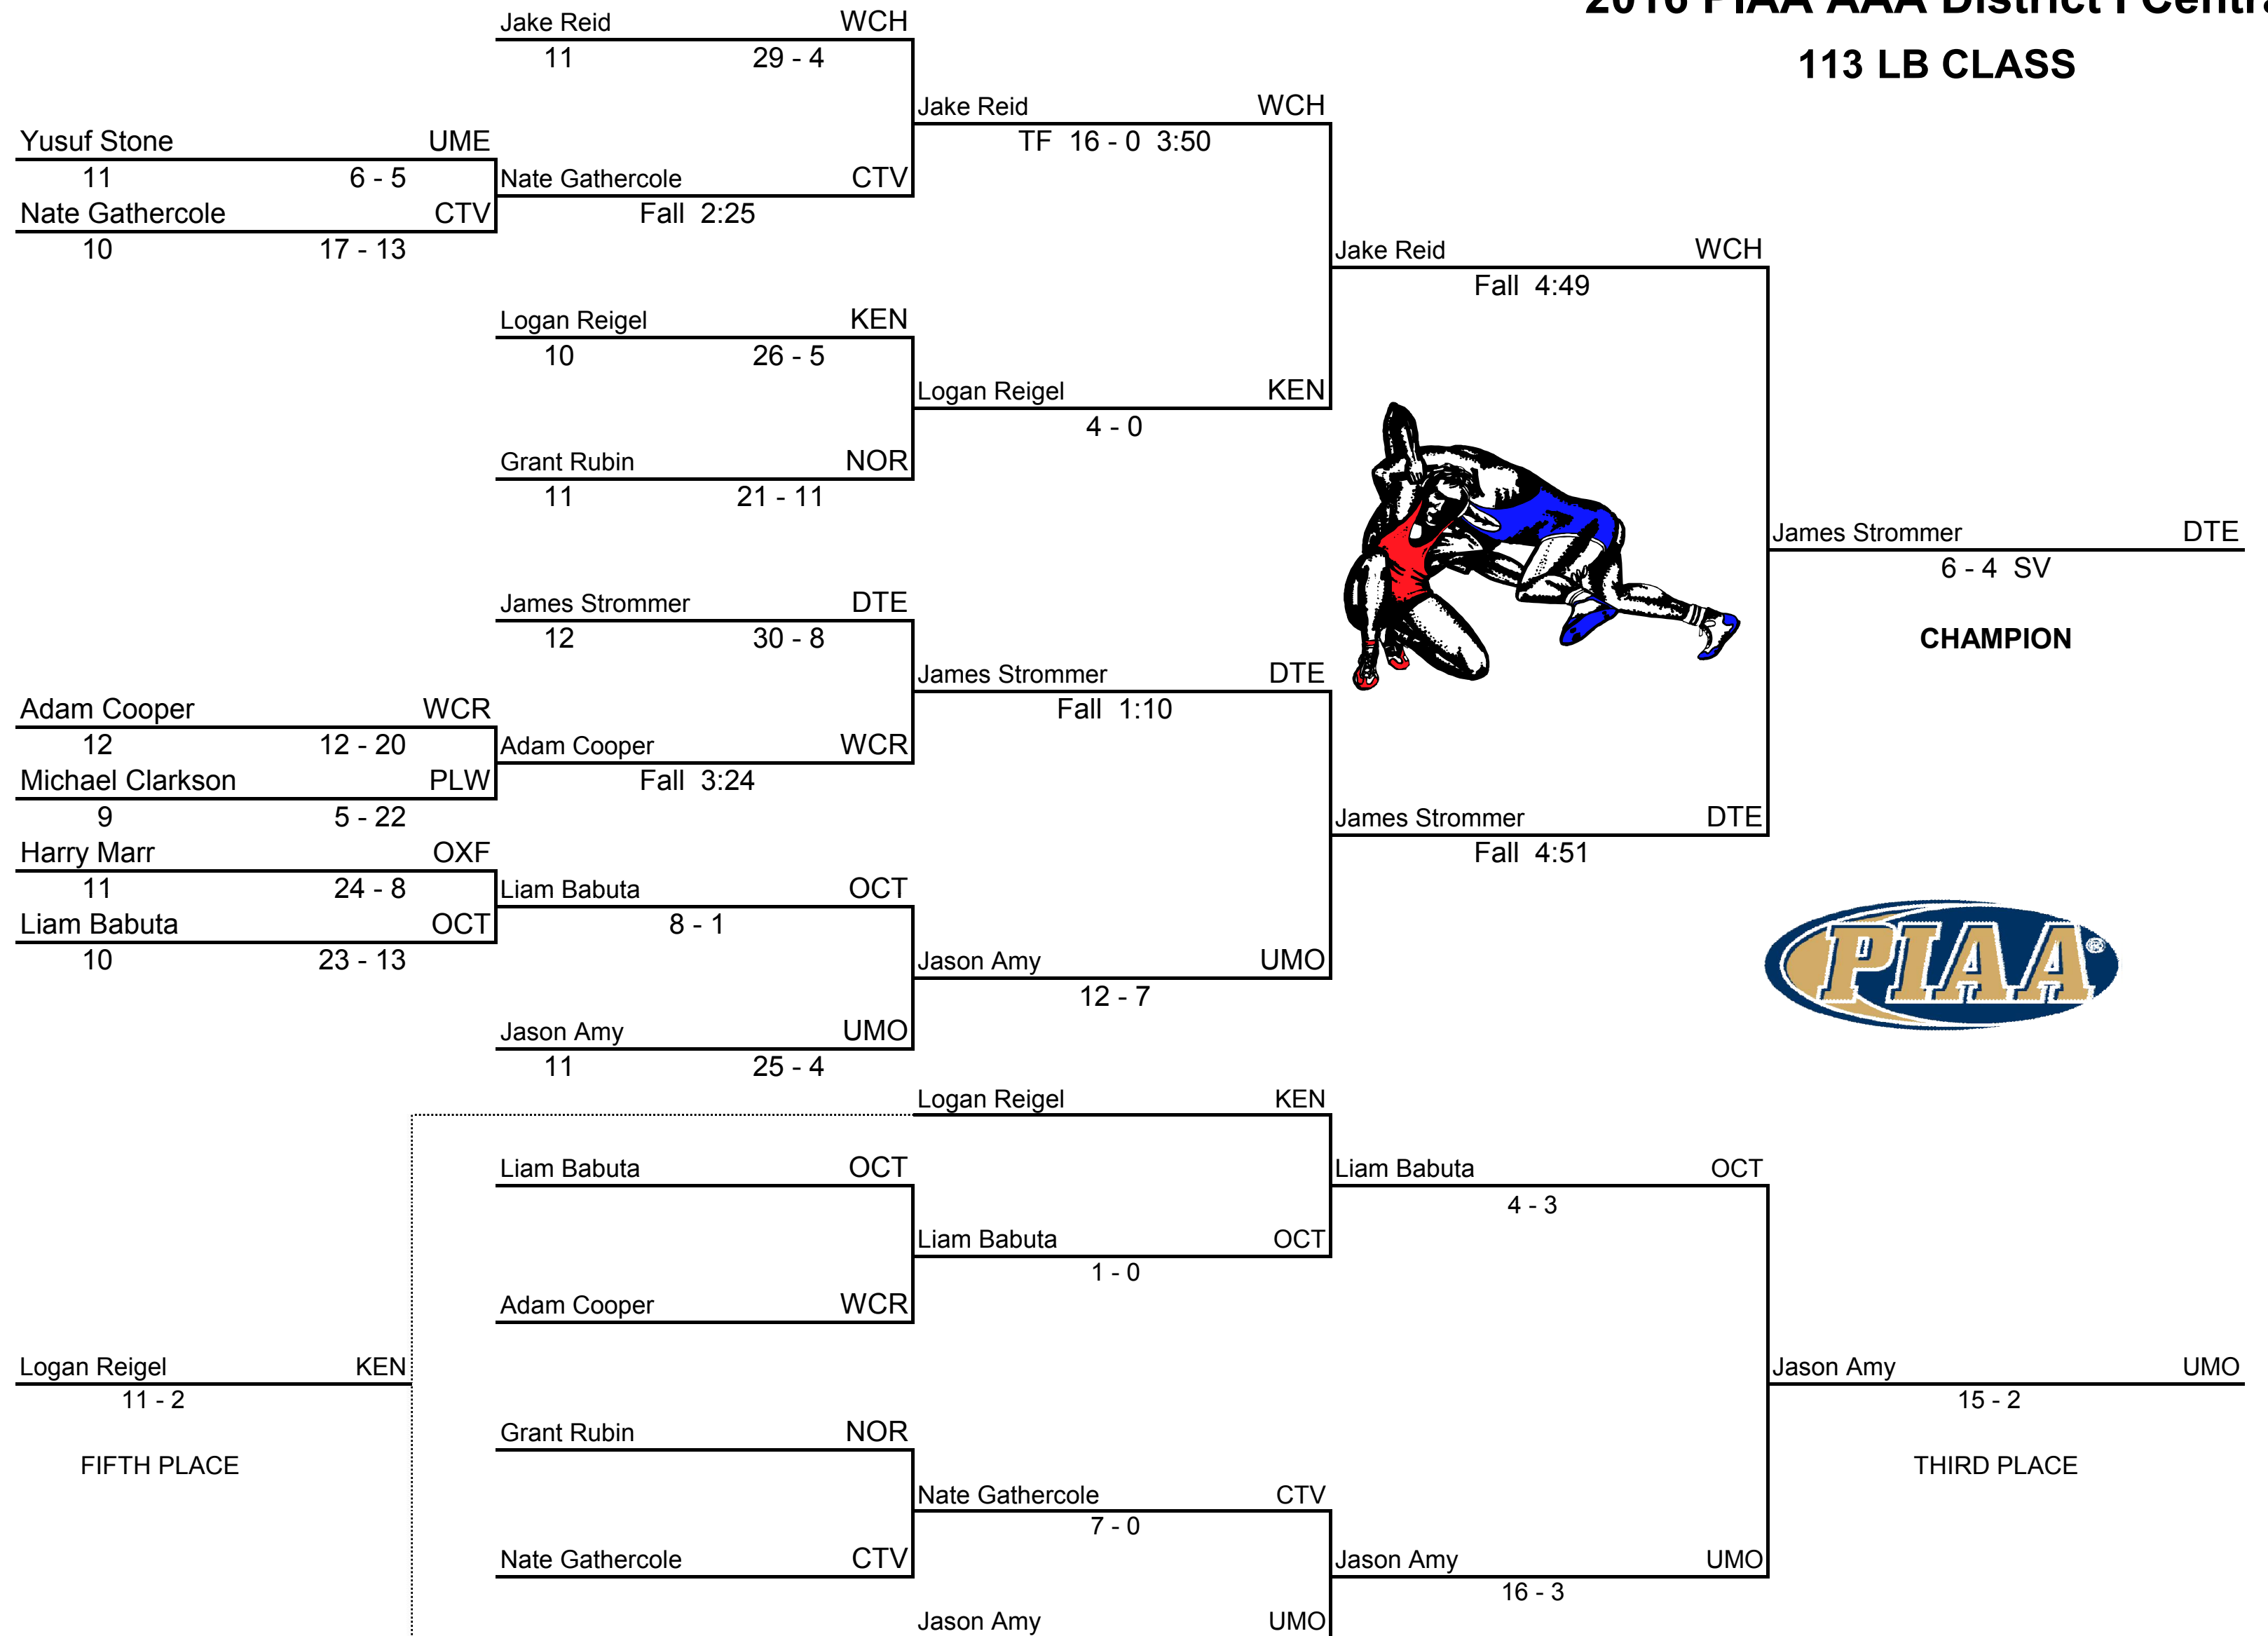 2016 PIAA AAA District I Centra
113 LB CLASS
Jake Reid WCH
11 29 - 4
Jake Reid WCH
TF 16 - 0 3:50
Yusuf Stone UME
11 6 - 5
Nate Gathercole CTV
Fall 2:25
Nate Gathercole CTV
10 17 - 13
Jake Reid WCH
Fall 4:49
Logan Reigel KEN
10 26 - 5
Logan Reigel KEN
4 - 0
Grant Rubin NOR
11 21 - 11
James Strommer DTE
6 - 4 SV
CHAMPION
James Strommer DTE
12 30 - 8
James Strommer DTE
Fall 1:10
Adam Cooper WCR
12 12 - 20
Adam Cooper WCR
Fall 3:24
Michael Clarkson PLW
9 5 - 22
James Strommer DTE
Fall 4:51
Harry Marr OXF
11 24 - 8
Liam Babuta OCT
8 - 1
Liam Babuta OCT
10 23 - 13
Jason Amy UMO
12 - 7
PIAA®
Jason Amy UMO
11 25 - 4
Logan Reigel KEN
Liam Babuta OCT
Liam Babuta OCT
4 - 3
Liam Babuta OCT
1 - 0
Adam Cooper WCR
Logan Reigel KEN
11 - 2
FIFTH PLACE
Jason Amy UMO
15 - 2
THIRD PLACE
Grant Rubin NOR
Nate Gathercole CTV
7 - 0
Nate Gathercole CTV
Jason Amy UMO
16 - 3
Jason Amy UMO